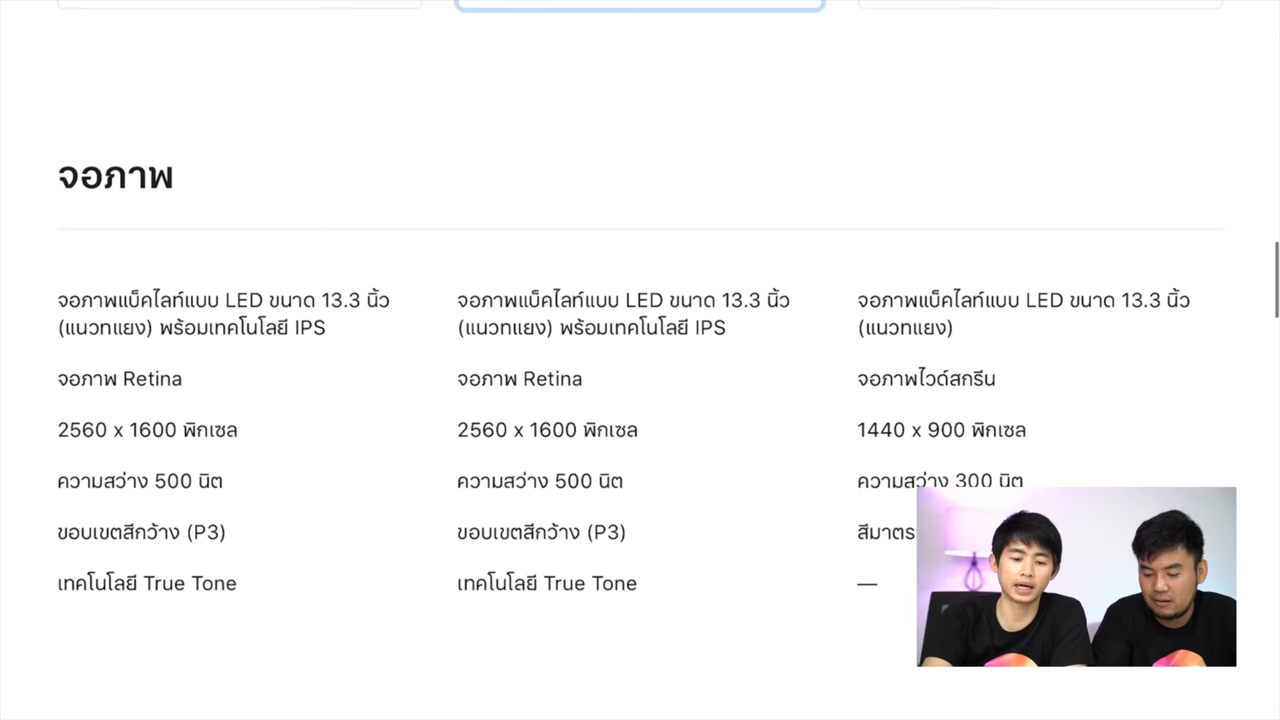 จอภาพ
จอภาพแบ็คไลท์แบบ LED ขนาด 13.3 นิ้ว
(แนวทแยง) พร้อมเทคโนโลยี IPS
จอภาพ Retina
2560 x 1600 พิกเซล
ความสว่าง 500 นิต
ขอบเขตสีกว้าง (P3)
เทคโนโลยี True Tone
จอภาพแบ็คไลท์แบบ LED ขนาด 13.3 นิ้ว
(แนวทแยง) พร้อมเทคโนโลยี IPS
จอภาพ Retina
2560 x 1600 พิกเซล
ความสว่าง 500 นิต
ขอบเขตสีกว้าง (P3)
เทคโนโลยี True Tone
จอภาพแบ็คไลท์แบบ LED ขนาด 13.3 นิ้ว
(แนวทแยง)
จอภาพไวด์สกรีน
1440 x 900 พิกเซล
ความสว่าง 300 นิต
—